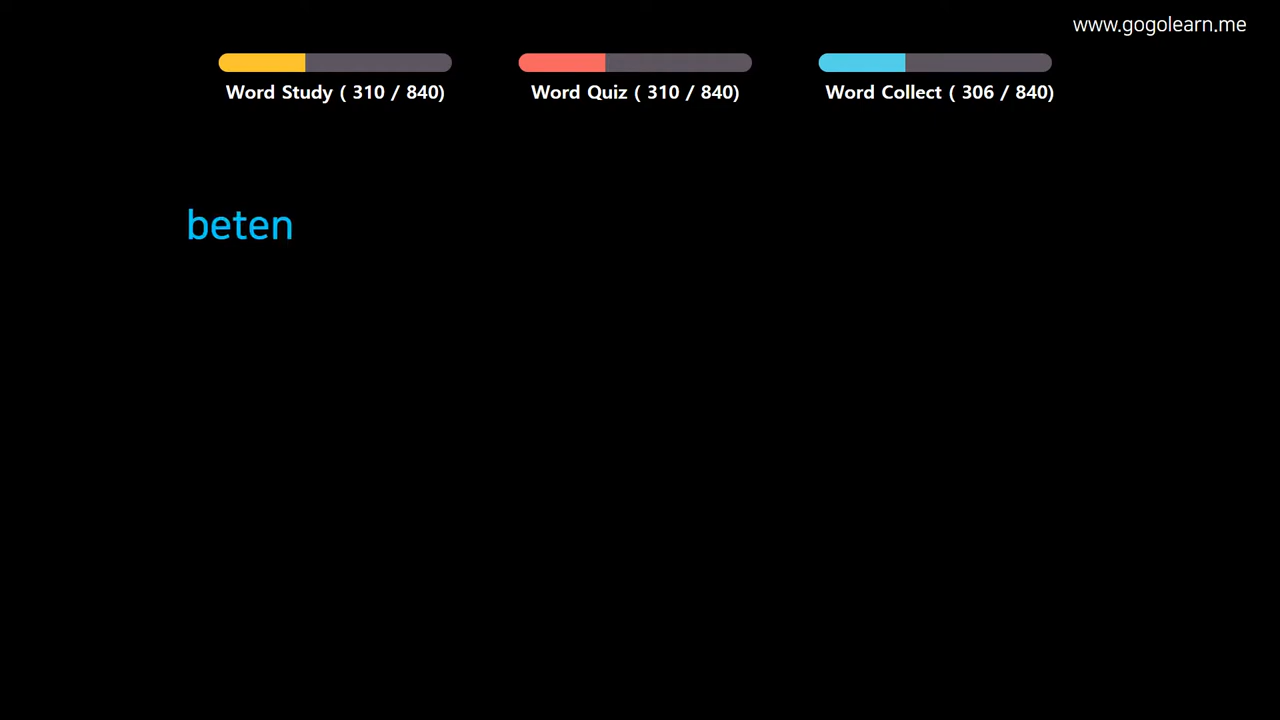 www.gogolearn.me
Word Study ( 310 / 840)
Word Quiz ( 310 / 840)
Word Collect ( 306 / 840)
beten